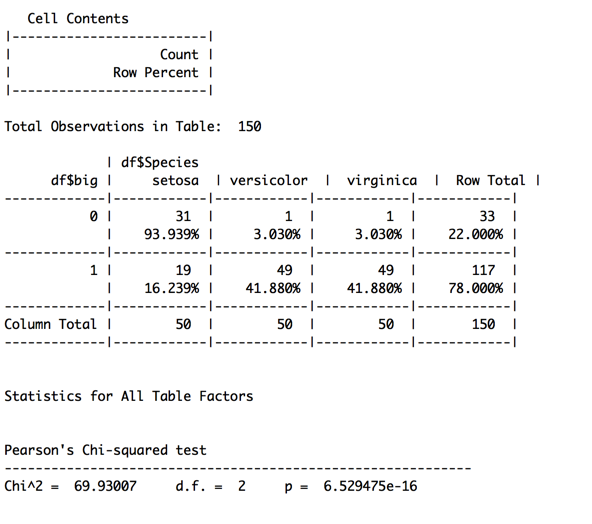 Cell Contents
|-------------------------|
|                   Count |
|             Row Percent |
|-------------------------|
Total Observations in Table:  150
             | df$Species
      df$big |     setosa  | versicolor  |  virginica  |  Row Total |
-------------|------------|------------|------------|------------|
           0 |        31  |         1  |         1  |        33  |
             |    93.939% |     3.030% |     3.030% |    22.000% |
-------------|------------|------------|------------|------------|
           1 |        19  |        49  |        49  |       117  |
             |    16.239% |    41.880% |    41.880% |    78.000% |
-------------|------------|------------|------------|------------|
Column Total |        50  |        50  |        50  |       150  |
-------------|------------|------------|------------|------------|
Statistics for All Table Factors
Pearson's Chi-squared test
------------------------------------------------------------
Chi^2 =  69.93007     d.f. =  2     p =  6.529475e-16